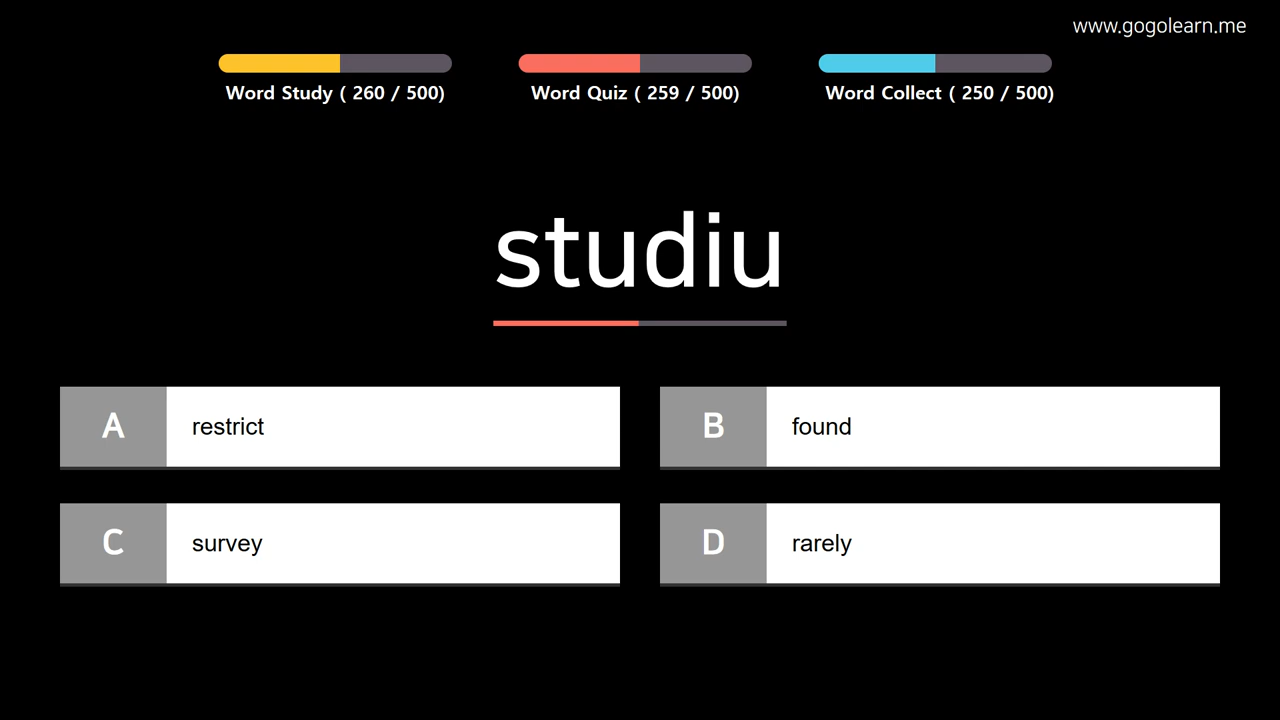 www.gogolearn.me
Word Study ( 260 / 500)
Word Quiz ( 259 / 500)
Word Collect ( 250 / 500)
studiu
A
restrict
B
found
C
survey
D
rarely